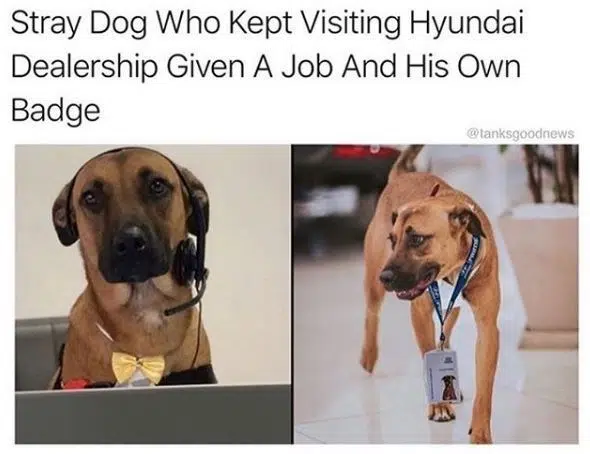 Stray Dog Who Kept Visiting Hyundai
Dealership Given A Job And His Own
Badge
@tanksgoodnews